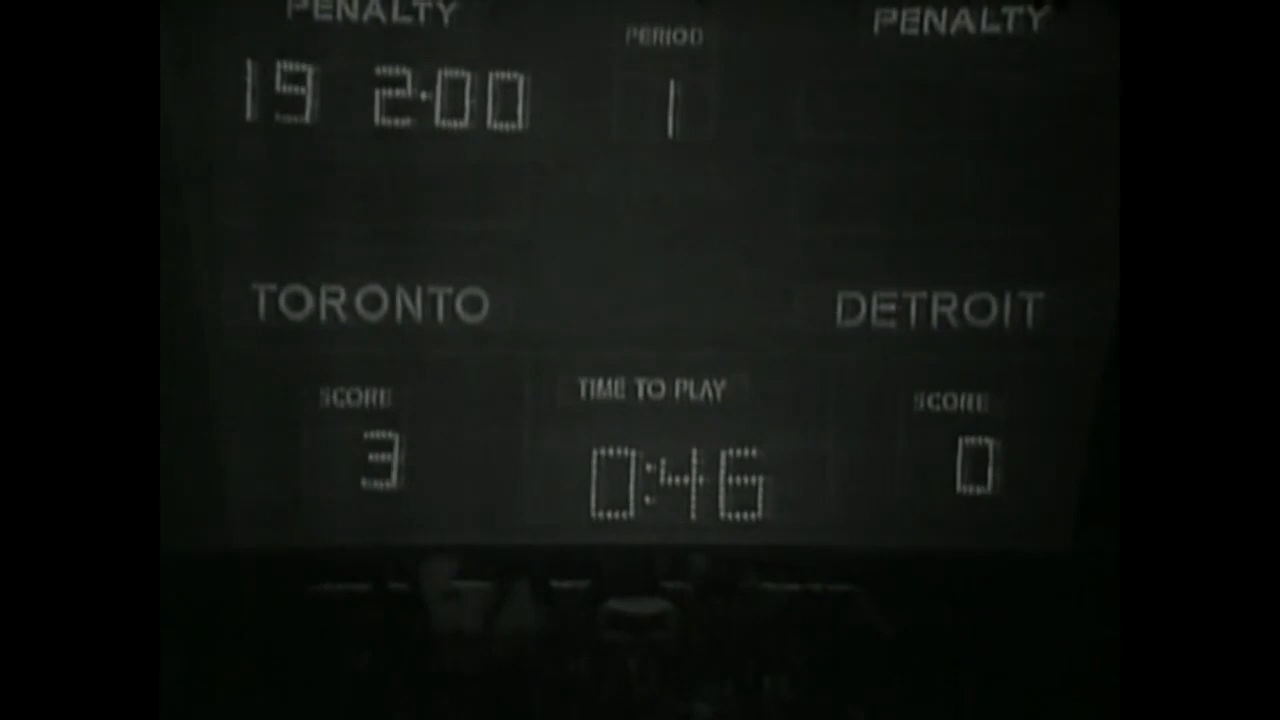 PENALTY PERIOD PENALTY
19 2:00 1
TORONTO DETROIT
SCORE TIME TO PLAY SCORE
3 0:46 0